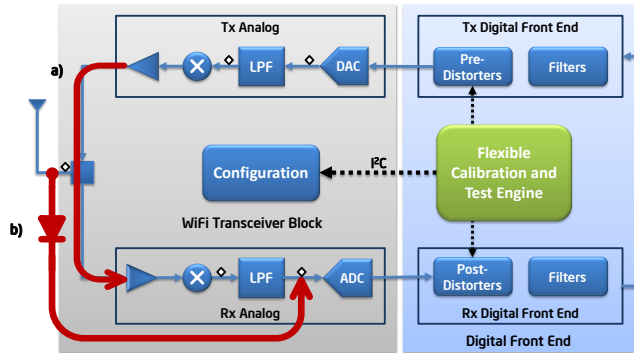 Tx Analog
Tx Digital Front End
a)
LPF
DAC
Pre-
Distorters
Filters
I²C
Configuration
Flexible
Calibration and
Test Engine
b)
WiFi Transceiver Block
LPF
ADC
Post-
Distorters
Filters
Rx Analog
Rx Digital Front End
Digital Front End